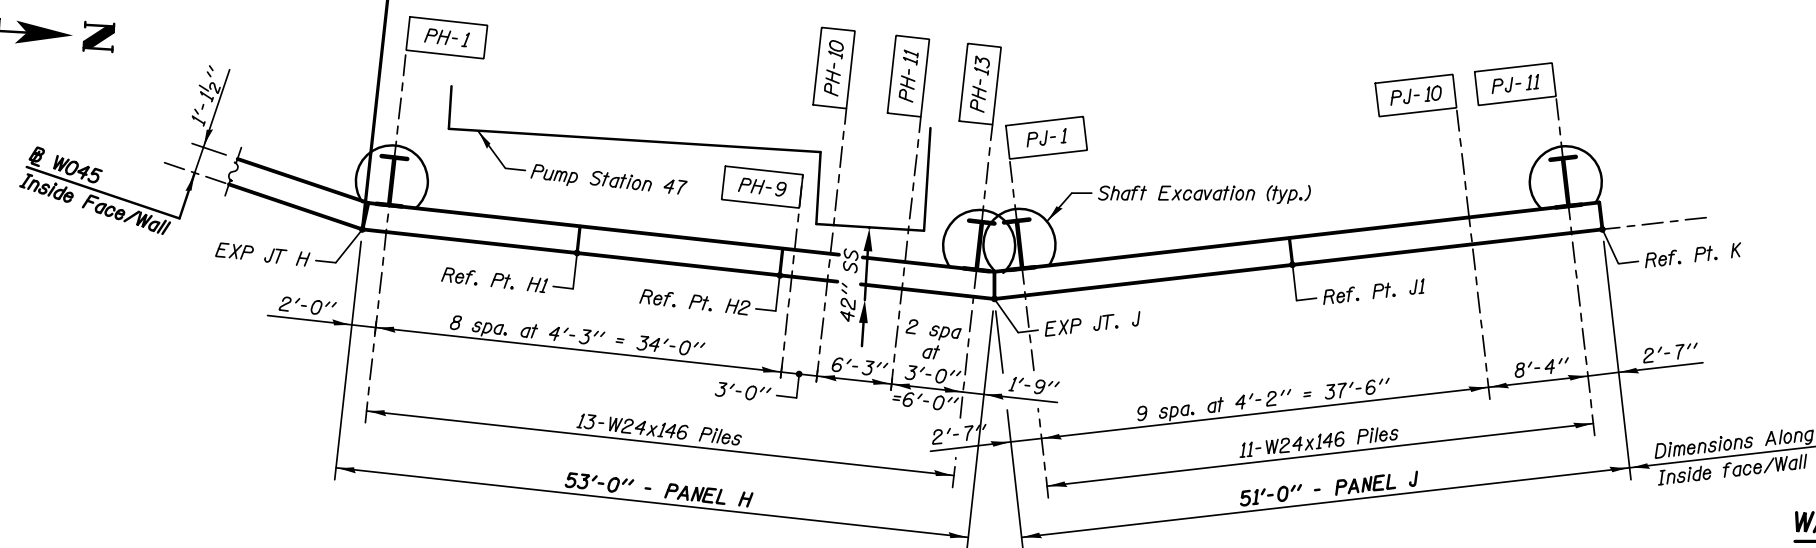 N
PH-1
PH-10
PH-11
PH-13
PJ-1
PJ-10
PJ-11
1'-1½"
℄ W045
Inside Face/Wall
Pump Station 47
PH-9
Shaft Excavation (typ.)
EXP JT H
Ref. Pt. H1
Ref. Pt. H2
42" SS
EXP JT. J
Ref. Pt. J1
Ref. Pt. K
2'-0"
8 spa. at 4'-3" = 34'-0"
3'-0"
6'-3"
2 spa
at
3'-0"
=6'-0"
1'-9"
2'-7"
9 spa. at 4'-2" = 37'-6"
8'-4"
2'-7"
13-W24x146 Piles
11-W24x146 Piles
53'-0" - PANEL H
51'-0" - PANEL J
Dimensions Along
Inside face/Wall